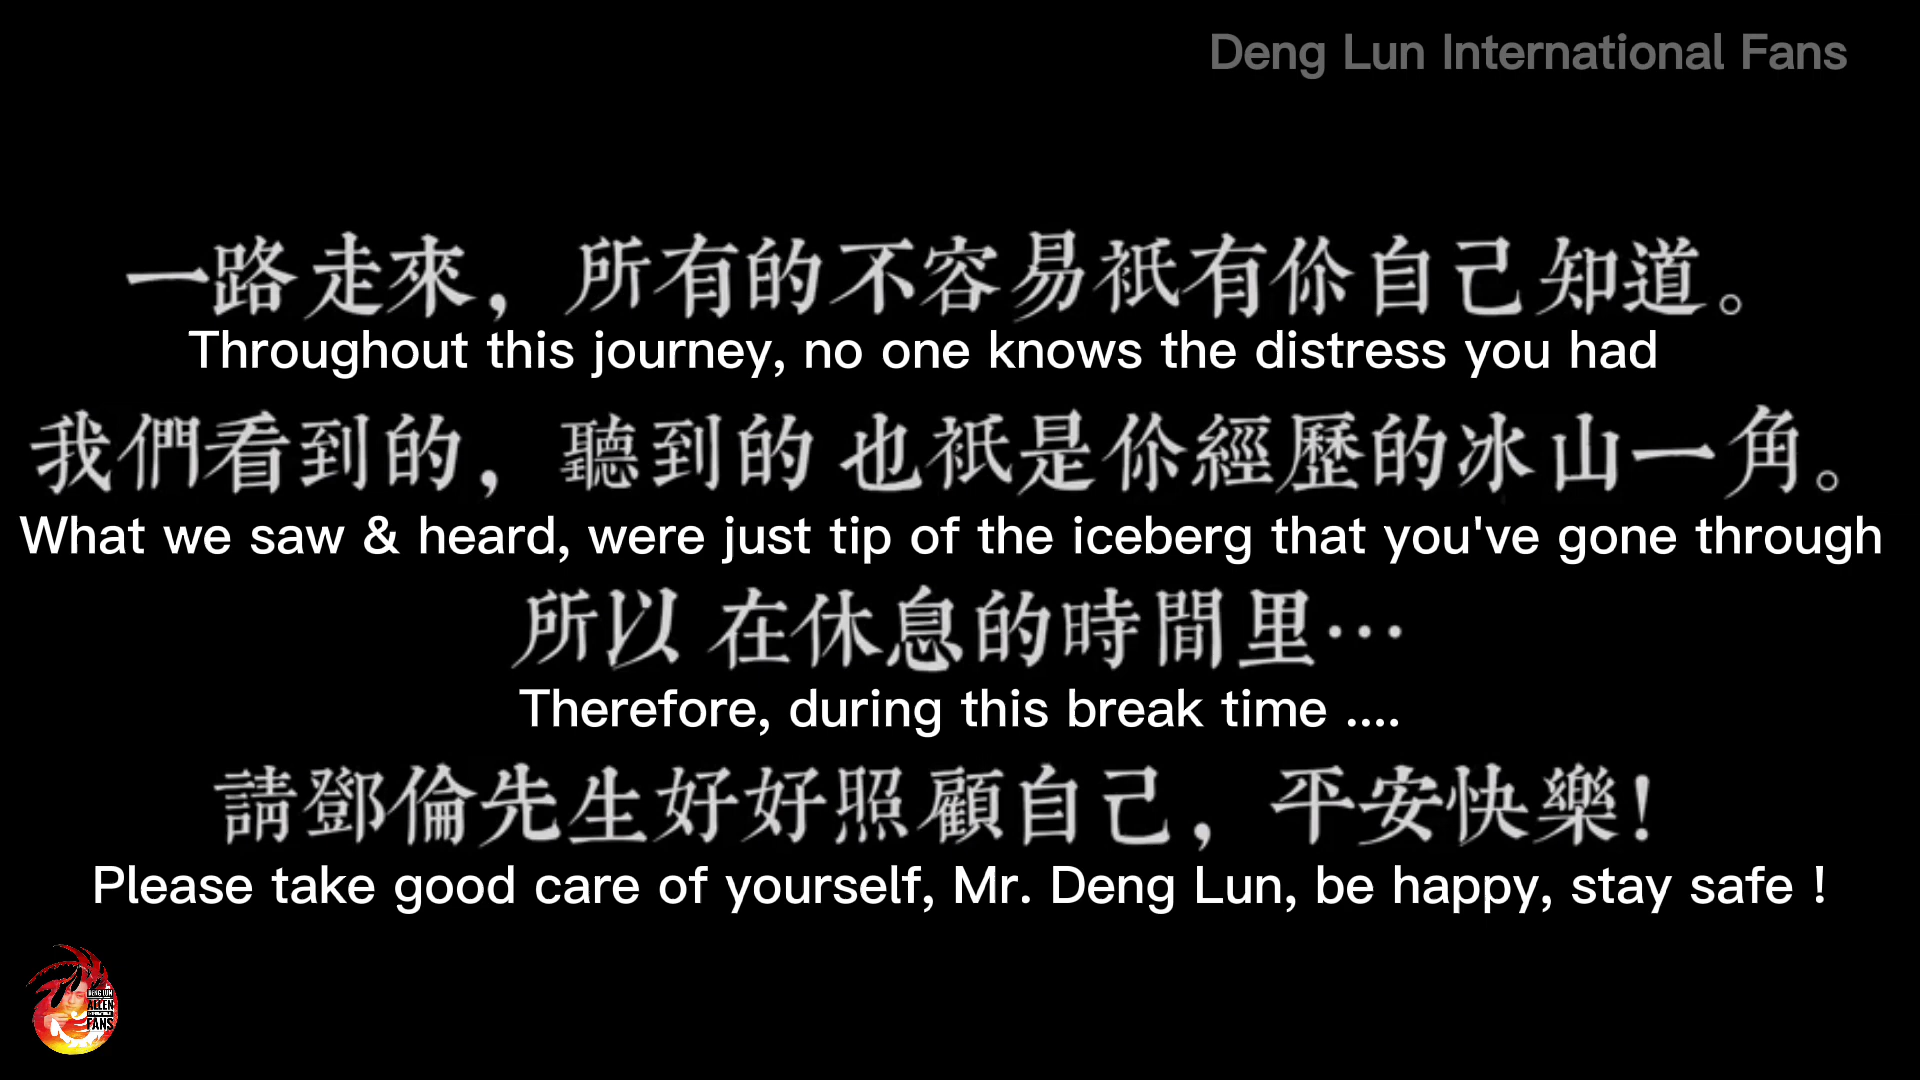 Deng Lun International Fans
一路走來，所有的不容易祇有你自己知道。
Throughout this journey, no one knows the distress you had
我們看到的，聽到的 也祇是你經歷的冰山一角。
What we saw & heard, were just tip of the iceberg that you've gone through
所以 在休息的時間里…
Therefore, during this break time ....
請鄧倫先生好好照顧自己，平安快樂！
Please take good care of yourself, Mr. Deng Lun, be happy, stay safe !
DENG LUN
ALLEN
INTERNATIONAL
FANS